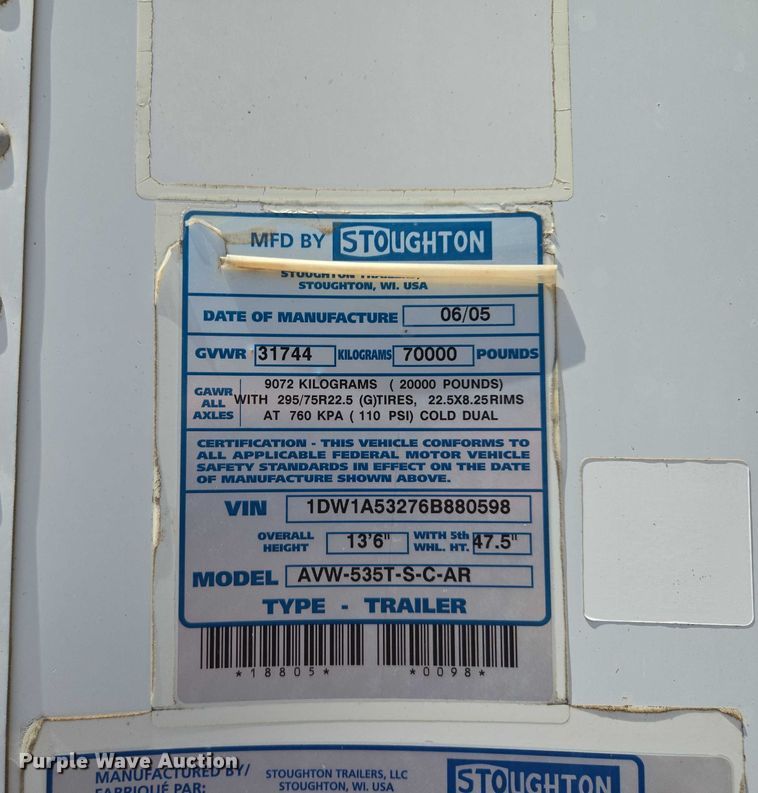 MFD BY STOUGHTON
STOUGHTON TRAILERS,
STOUGHTON, WI. USA
DATE OF MANUFACTURE 06/05
GVWR 31744 KILOGRAMS 70000 POUNDS
GAWR ALL AXLES
9072 KILOGRAMS ( 20000 POUNDS)
WITH 295/75R22.5 (G)TIRES, 22.5X8.25RIMS
AT 760 KPA ( 110 PSI) COLD DUAL
CERTIFICATION - THIS VEHICLE CONFORMS TO
ALL APPLICABLE FEDERAL MOTOR VEHICLE
SAFETY STANDARDS IN EFFECT ON THE DATE
OF MANUFACTURE SHOWN ABOVE.
VIN 1DW1A53276B880598
OVERALL HEIGHT 13'6" WITH 5th WHL. HT. 47.5"
MODEL AVW-535T-S-C-AR
TYPE - TRAILER
*18805* *0098*
Purple Wave Auction
MANUFACTURED BY/
FABRIQUÉ PAR:
STOUGHTON TRAILERS, LLC
STOUGHTON, WI. USA
STOUGHTON